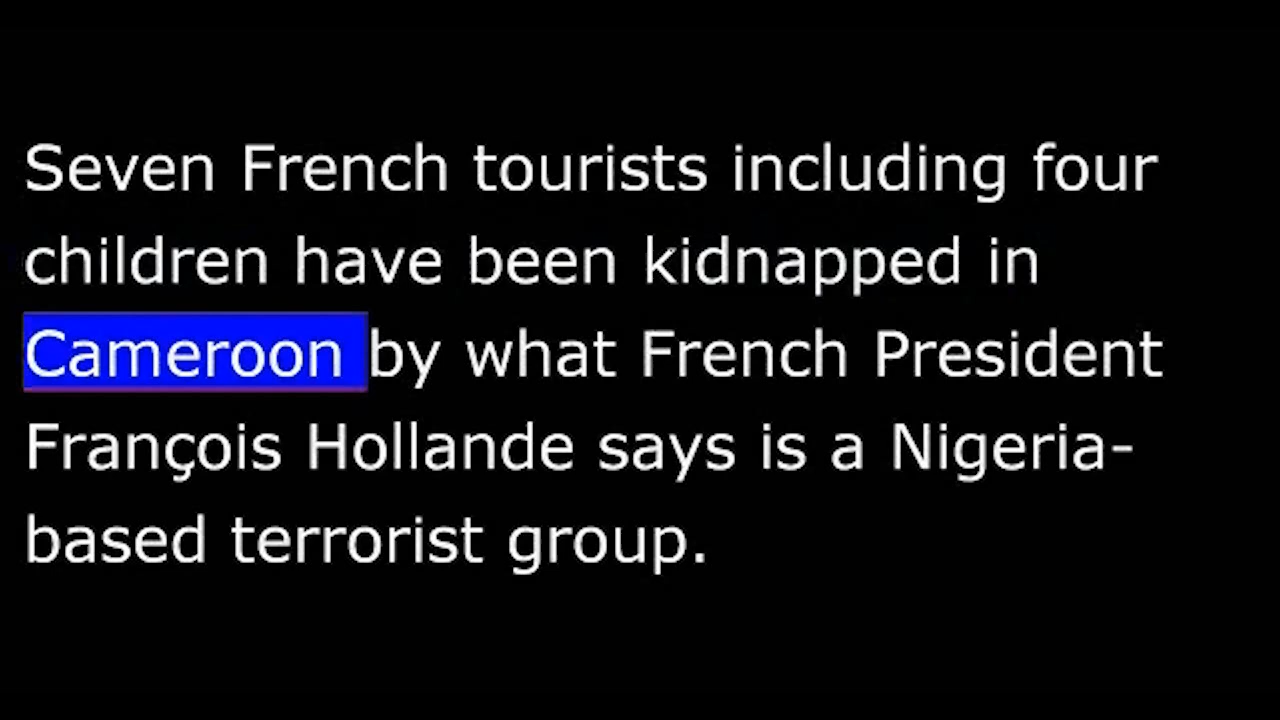 Seven French tourists including four
children have been kidnapped in
Cameroon by what French President
François Hollande says is a Nigeria-
based terrorist group.